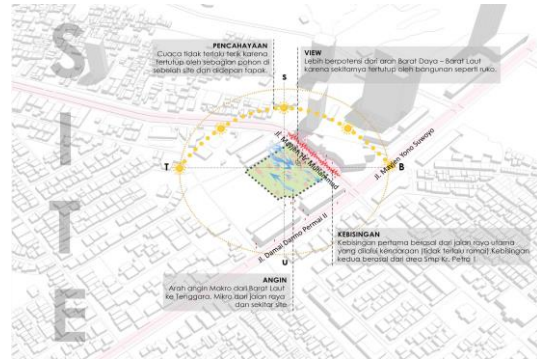 SITE
PENCAHAYAAN
Cuaca tidak terlalu terik karena
tertutup oleh sebagian pohon di
sebelah site dan didepan tapak.
VIEW
Lebih berpotensi dari arah Barat Daya - Barat Laut
karena sekitarnya tertutup oleh bangunan seperti ruko.
S
T
B
U
Jl. Mayjen Yono Suwoyo
Jl. Damai Darmo Permai II
KEBISINGAN
Kebisingan pertama berasal dari jalan raya utama
yang dilalui kendaraan (tidak terlalu ramai) Kebisingan
kedua berasal dari area Smp Kr. Petra 1
ANGIN
Arah angin Makro dari Barat Laut
ke Tenggara. Mikro dari jalan raya
dan sekitar site